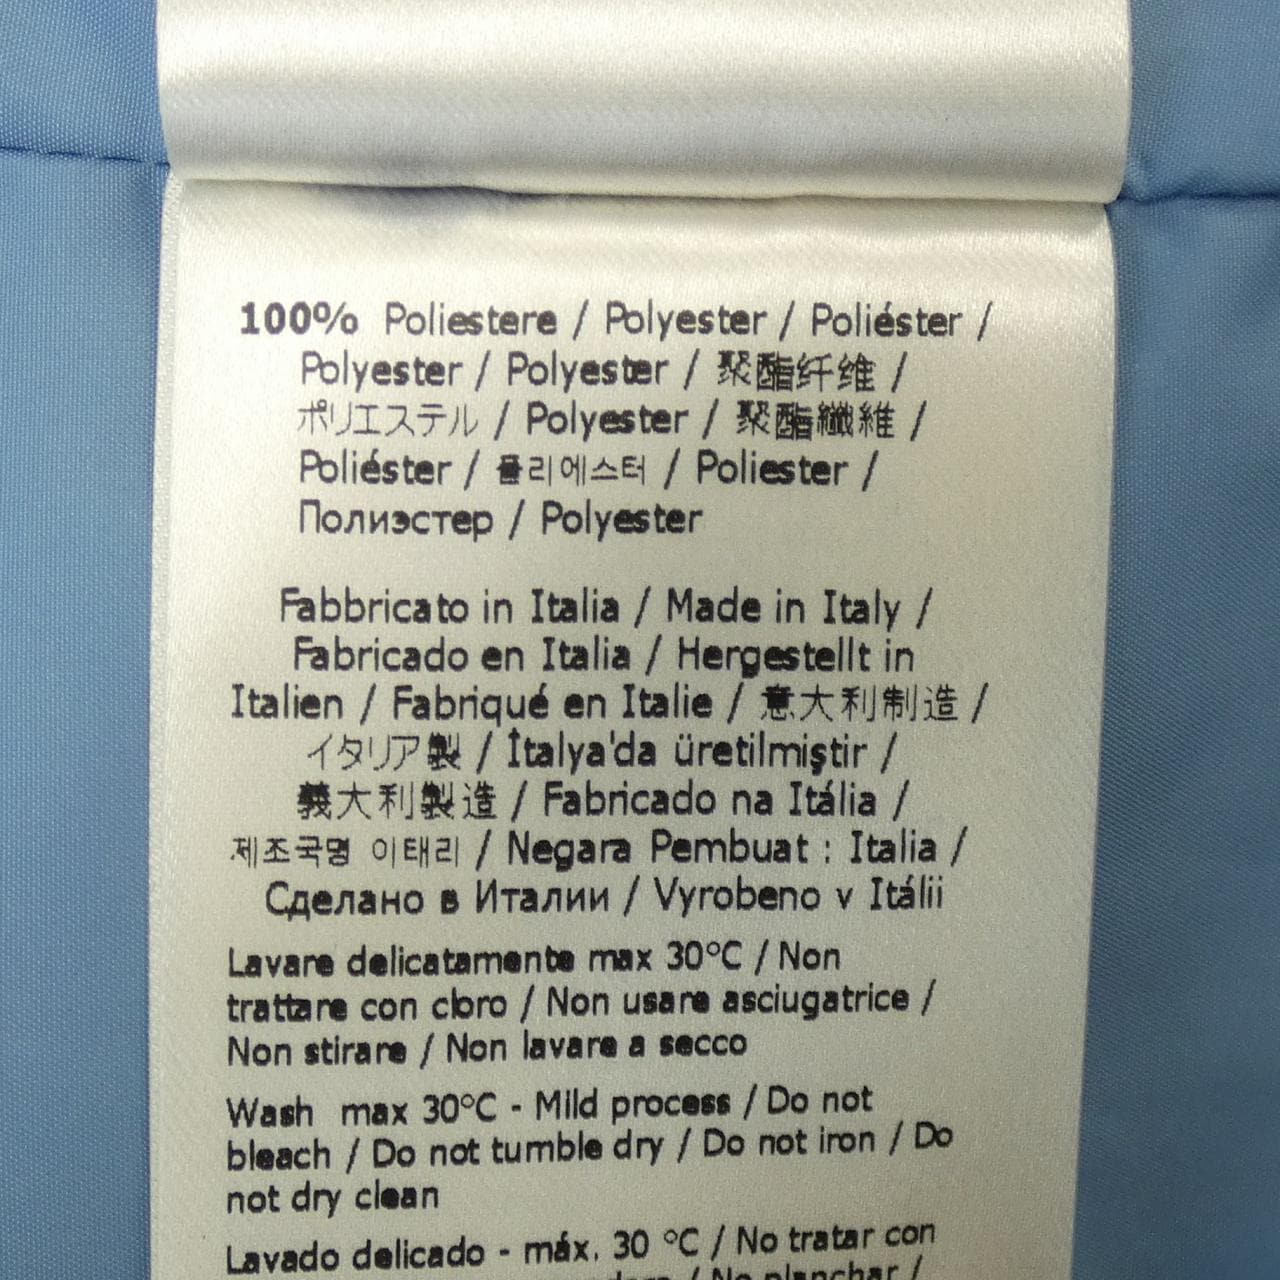 100% Poliestere / Polyester / Poliéster /
Polyester / Polyester / 聚酯纤维 /
ポリエステル / Polyester / 聚酯纖維 /
Poliéster / 폴리에스터 / Poliester /
Полиэстер / Polyester
Fabbricato in Italia / Made in Italy /
Fabricado en Italia / Hergestellt in
Italien / Fabriqué en Italie / 意大利制造 /
イタリア製 / İtalya'da üretilmiştir /
義大利製造 / Fabricado na Itália /
제조국명 이태리 / Negara Pembuat : Italia /
Сделано в Италии / Vyrobeno v Itálii
Lavare delicatamente max 30°C / Non
trattare con cloro / Non usare asciugatrice /
Non stirare / Non lavare a secco
Wash max 30°C - Mild process / Do not
bleach / Do not tumble dry / Do not iron / Do
not dry clean
Lavado delicado - máx. 30 °C / No tratar con
/ No planchar /